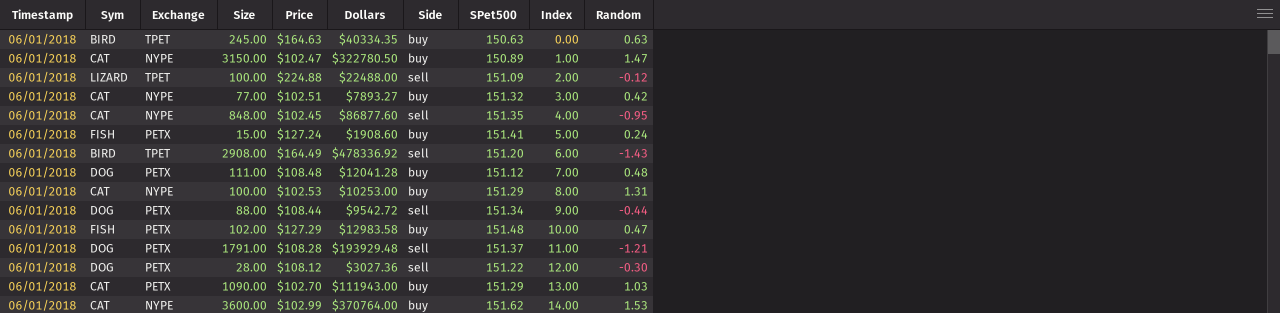 Timestamp Sym Exchange Size Price Dollars Side SPet500 Index Random
06/01/2018 BIRD TPET 245.00 $164.63 $40334.35 buy 150.63 0.00 0.63
06/01/2018 CAT NYPE 3150.00 $102.47 $322780.50 buy 150.89 1.00 1.47
06/01/2018 LIZARD TPET 100.00 $224.88 $22488.00 sell 151.09 2.00 -0.12
06/01/2018 CAT NYPE 77.00 $102.51 $7893.27 buy 151.32 3.00 0.42
06/01/2018 CAT NYPE 848.00 $102.45 $86877.60 sell 151.35 4.00 -0.95
06/01/2018 FISH PETX 15.00 $127.24 $1908.60 buy 151.41 5.00 0.24
06/01/2018 BIRD TPET 2908.00 $164.49 $478336.92 sell 151.20 6.00 -1.43
06/01/2018 DOG PETX 111.00 $108.48 $12041.28 buy 151.12 7.00 0.48
06/01/2018 CAT NYPE 100.00 $102.53 $10253.00 buy 151.29 8.00 1.31
06/01/2018 DOG PETX 88.00 $108.44 $9542.72 sell 151.34 9.00 -0.44
06/01/2018 FISH PETX 102.00 $127.29 $12983.58 buy 151.48 10.00 0.47
06/01/2018 DOG PETX 1791.00 $108.28 $193929.48 sell 151.37 11.00 -1.21
06/01/2018 DOG PETX 28.00 $108.12 $3027.36 sell 151.22 12.00 -0.30
06/01/2018 CAT PETX 1090.00 $102.70 $111943.00 buy 151.29 13.00 1.03
06/01/2018 CAT NYPE 3600.00 $102.99 $370764.00 buy 151.62 14.00 1.53